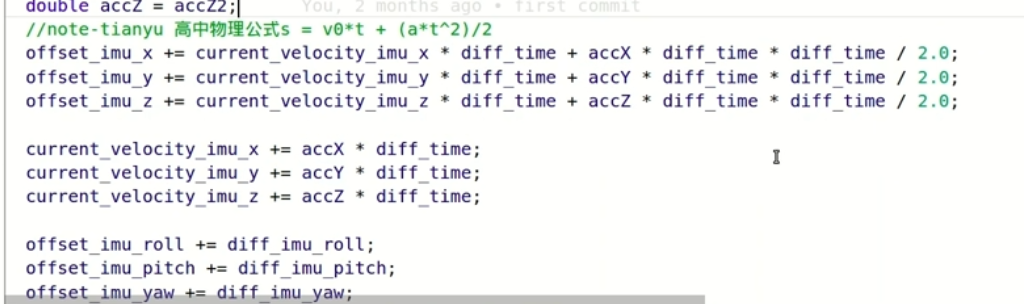 double accZ = accZ2; You, 2 months ago • first commit
//note-tianyu 高中物理公式s = v0*t + (a*t^2)/2
offset_imu_x += current_velocity_imu_x * diff_time + accX * diff_time * diff_time / 2.0;
offset_imu_y += current_velocity_imu_y * diff_time + accY * diff_time * diff_time / 2.0;
offset_imu_z += current_velocity_imu_z * diff_time + accZ * diff_time * diff_time / 2.0;
current_velocity_imu_x += accX * diff_time;
current_velocity_imu_y += accY * diff_time;
current_velocity_imu_z += accZ * diff_time;
offset_imu_roll += diff_imu_roll;
offset_imu_pitch += diff_imu_pitch;
offset_imu_yaw += diff_imu_yaw;